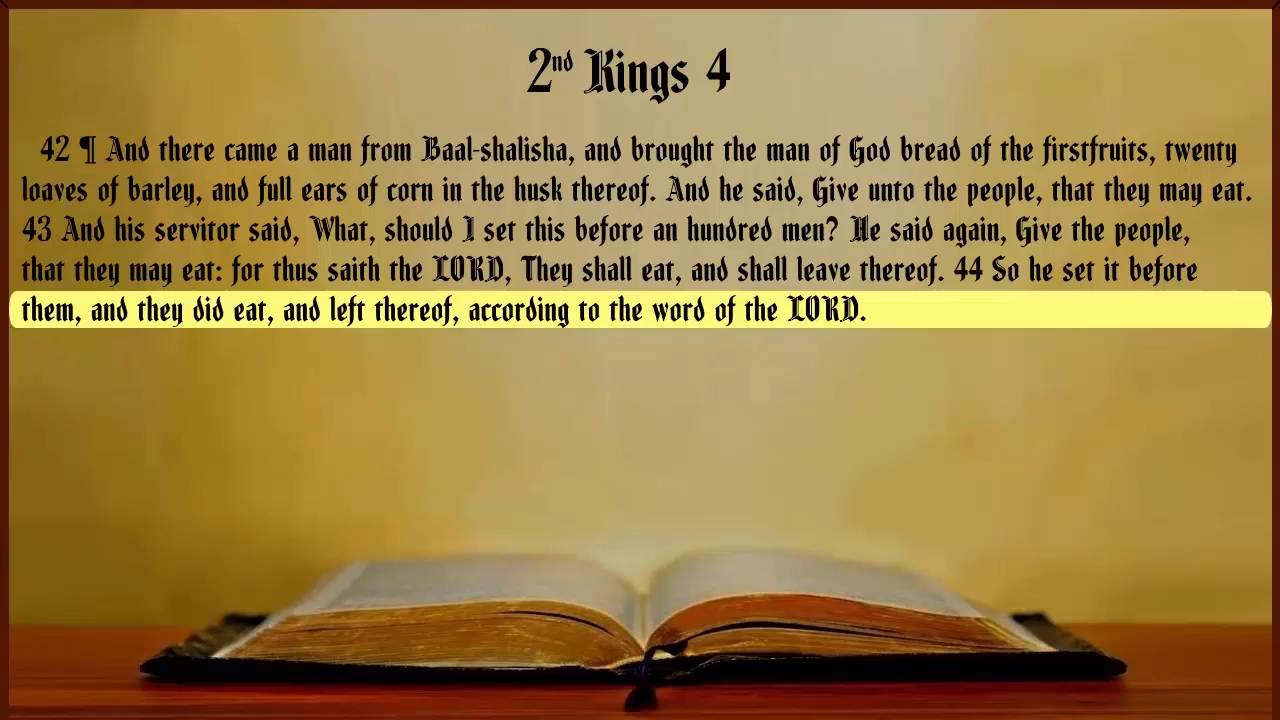 2nd Kings 4
42 ¶ And there came a man from Baal-shalisha, and brought the man of God bread of the firstfruits, twenty
loaves of barley, and full ears of corn in the husk thereof. And he said, Give unto the people, that they may eat.
43 And his servitor said, What, should I set this before an hundred men? He said again, Give the people,
that they may eat: for thus saith the LORD, They shall eat, and shall leave thereof. 44 So he set it before
them, and they did eat, and left thereof, according to the word of the LORD.